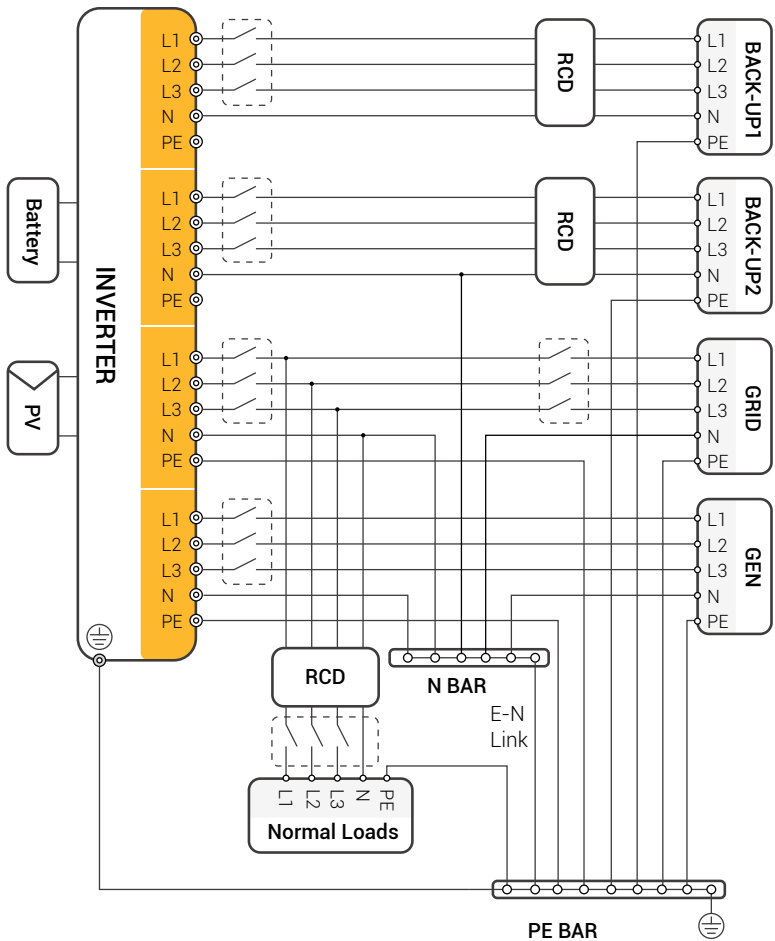 L1
L2
L3
N
PE
RCD
L1
L2
L3
N
PE
BACK-UP1
L1
L2
L3
N
PE
RCD
L1
L2
L3
N
PE
BACK-UP2
Battery
INVERTER
PV
L1
L2
L3
N
PE
L1
L2
L3
N
PE
GRID
L1
L2
L3
N
PE
L1
L2
L3
N
PE
GEN
RCD
N BAR
E-N
Link
L1
L2
L3
N
PE
Normal Loads
PE BAR